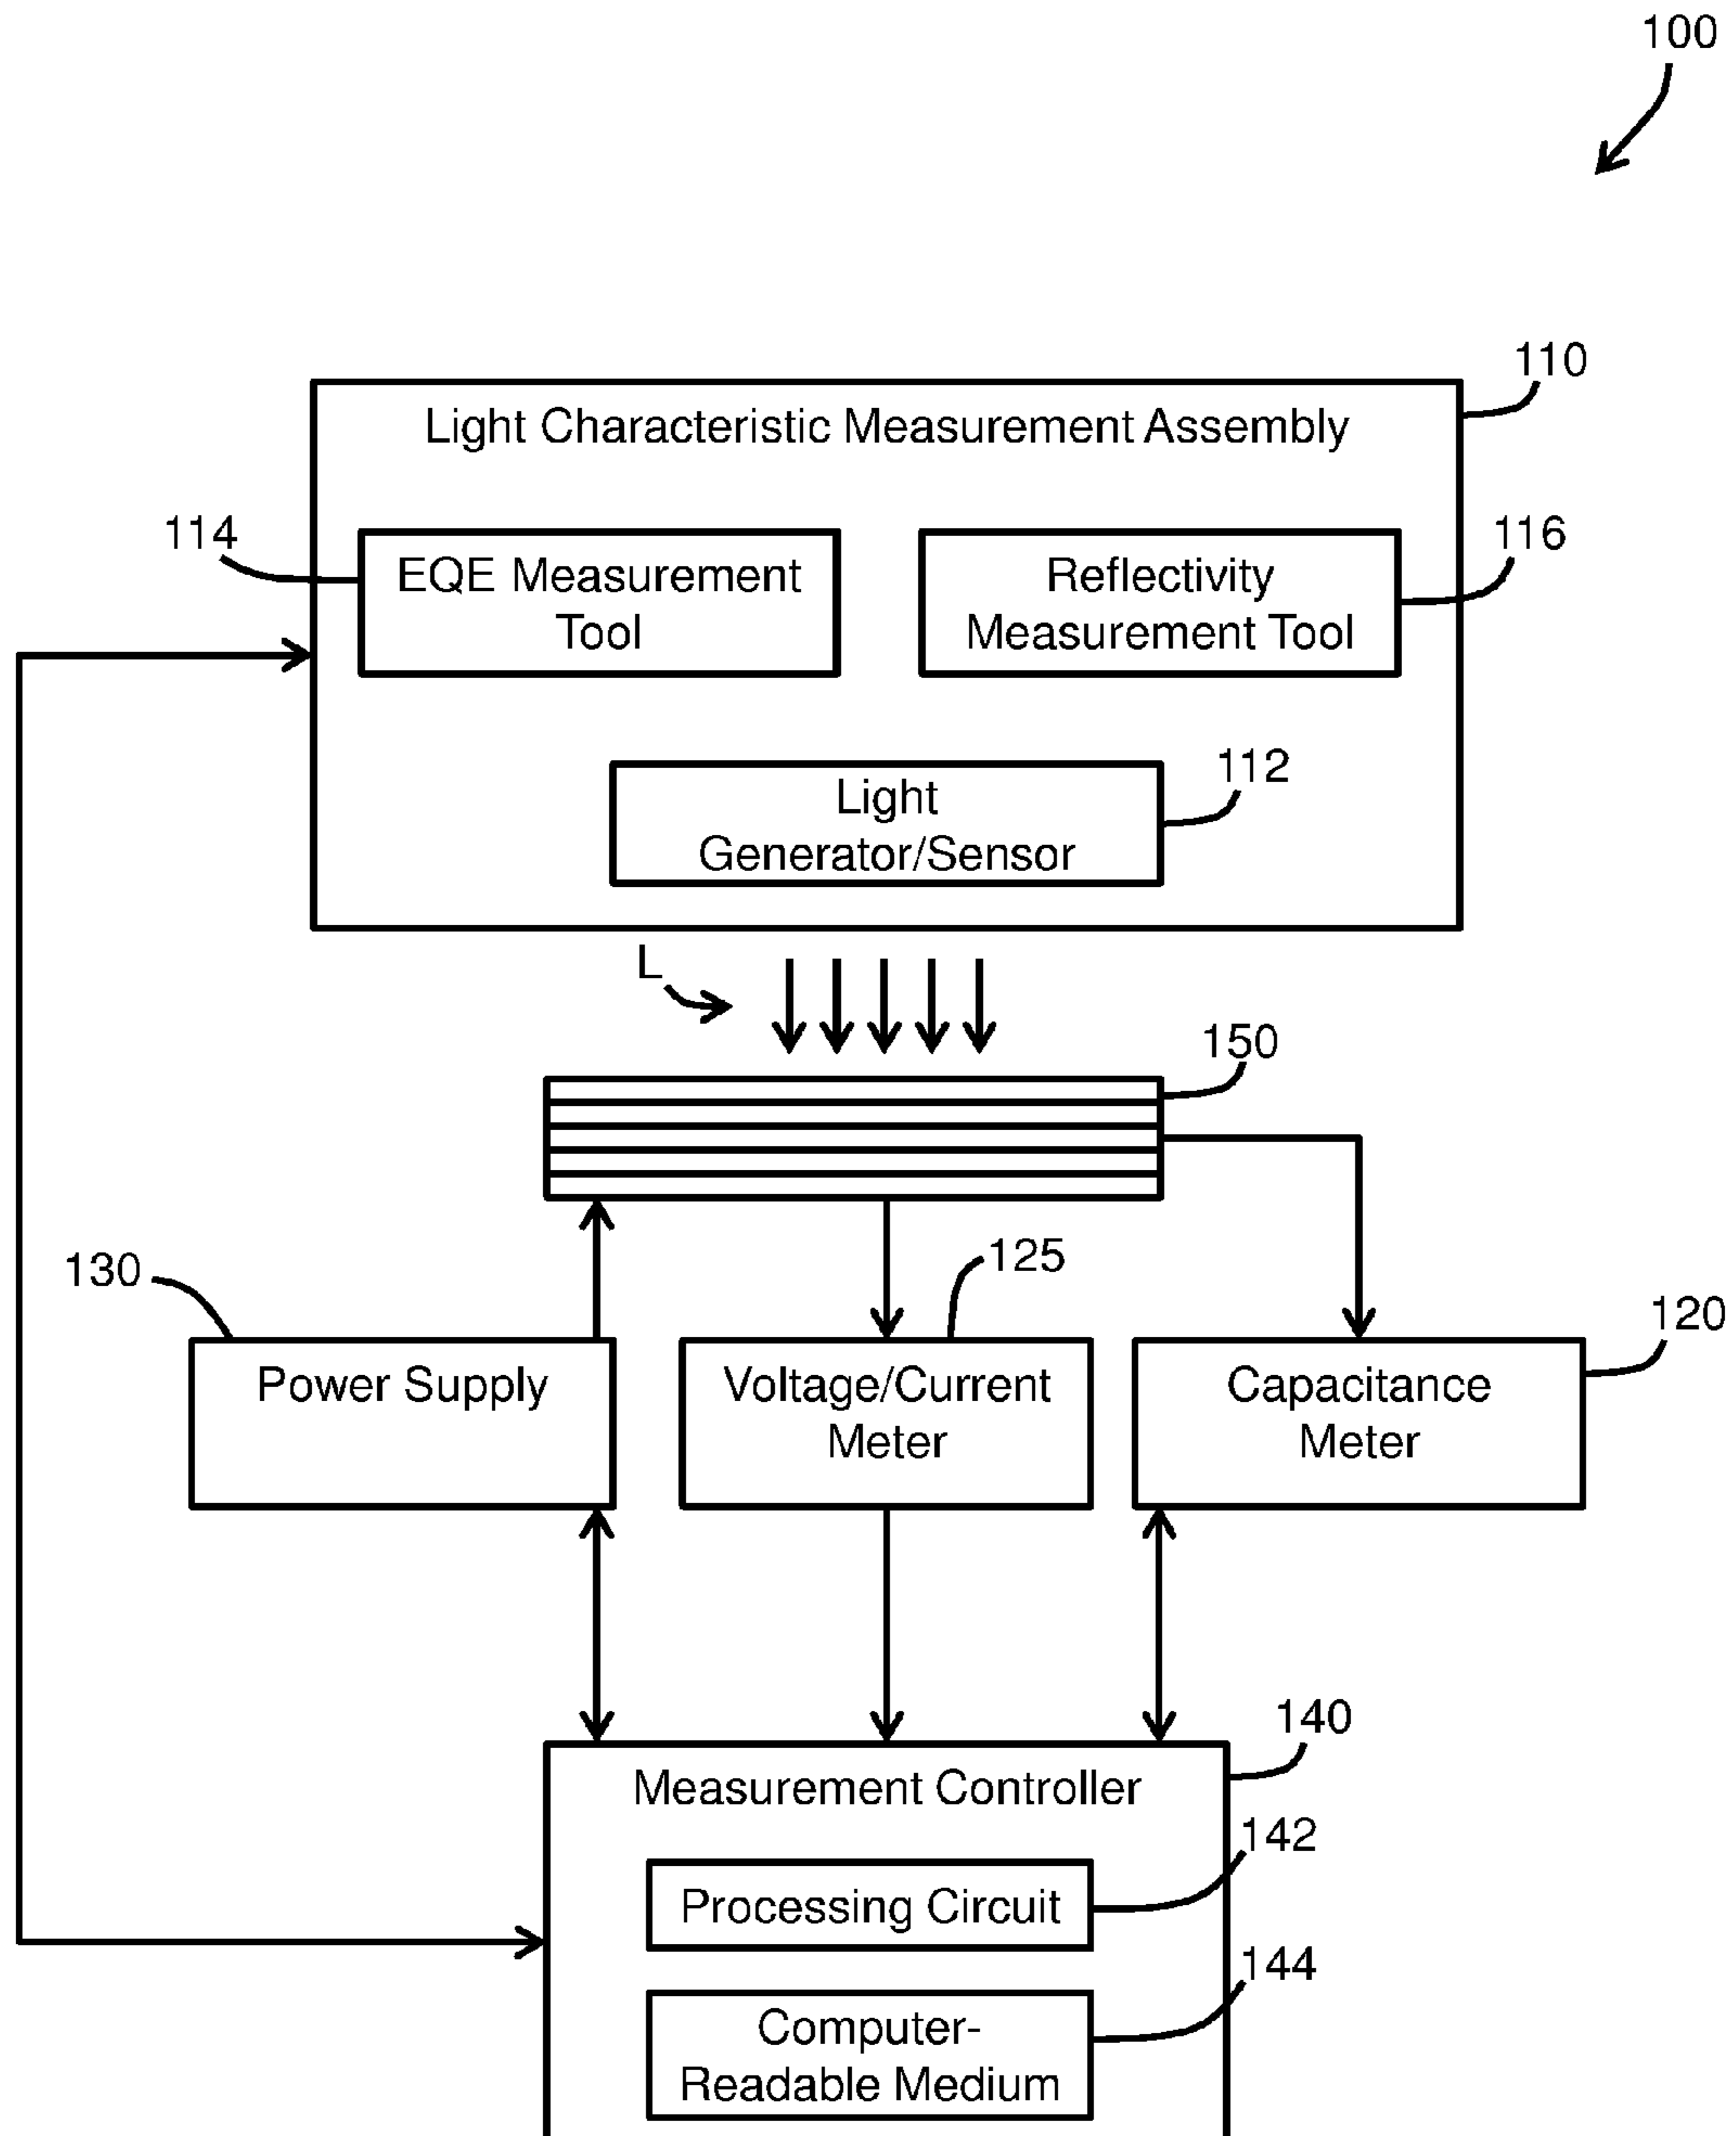 100
110
Light Characteristic Measurement Assembly
114
EQE Measurement
Tool
Reflectivity
Measurement Tool
116
112
Light
Generator/Sensor
L
150
130
125
120
Power Supply
Voltage/Current
Meter
Capacitance
Meter
140
Measurement Controller
142
Processing Circuit
144
Computer-
Readable Medium